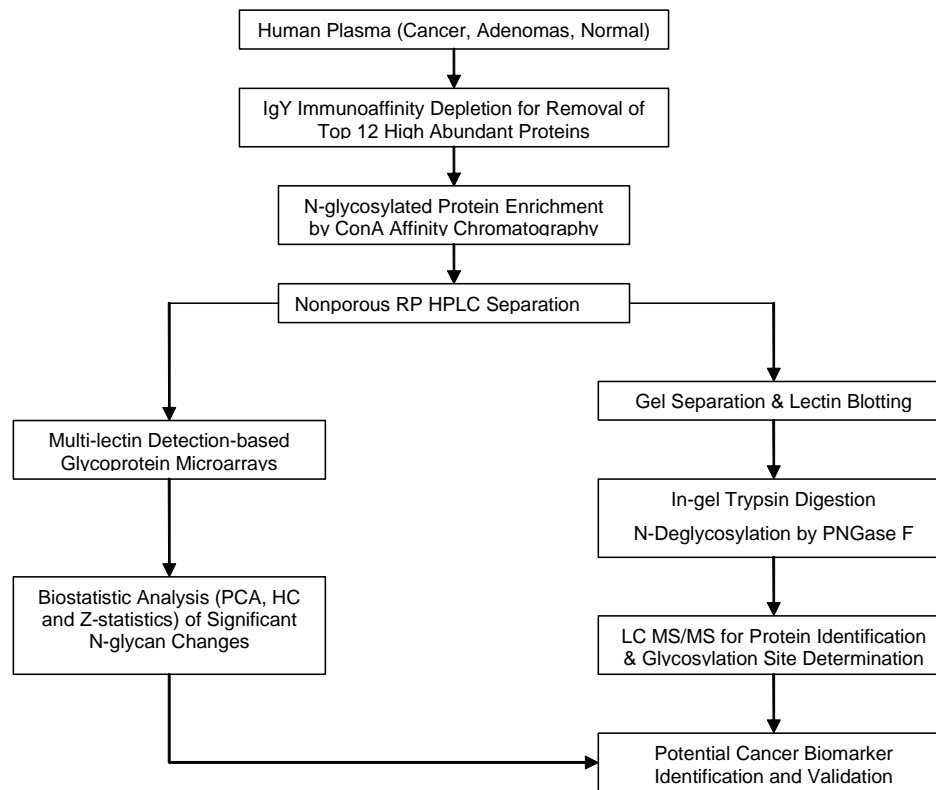 Human Plasma (Cancer, Adenomas, Normal)
IgY Immunoaffinity Depletion for Removal of
Top 12 High Abundant Proteins
N-glycosylated Protein Enrichment
by ConA Affinity Chromatography
Nonporous RP HPLC Separation
Multi-lectin Detection-based
Glycoprotein Microarrays
Biostatistic Analysis (PCA, HC
and Z-statistics) of Significant
N-glycan Changes
Gel Separation & Lectin Blotting
In-gel Trypsin Digestion
N-Deglycosylation by PNGase F
LC MS/MS for Protein Identification
& Glycosylation Site Determination
Potential Cancer Biomarker
Identification and Validation